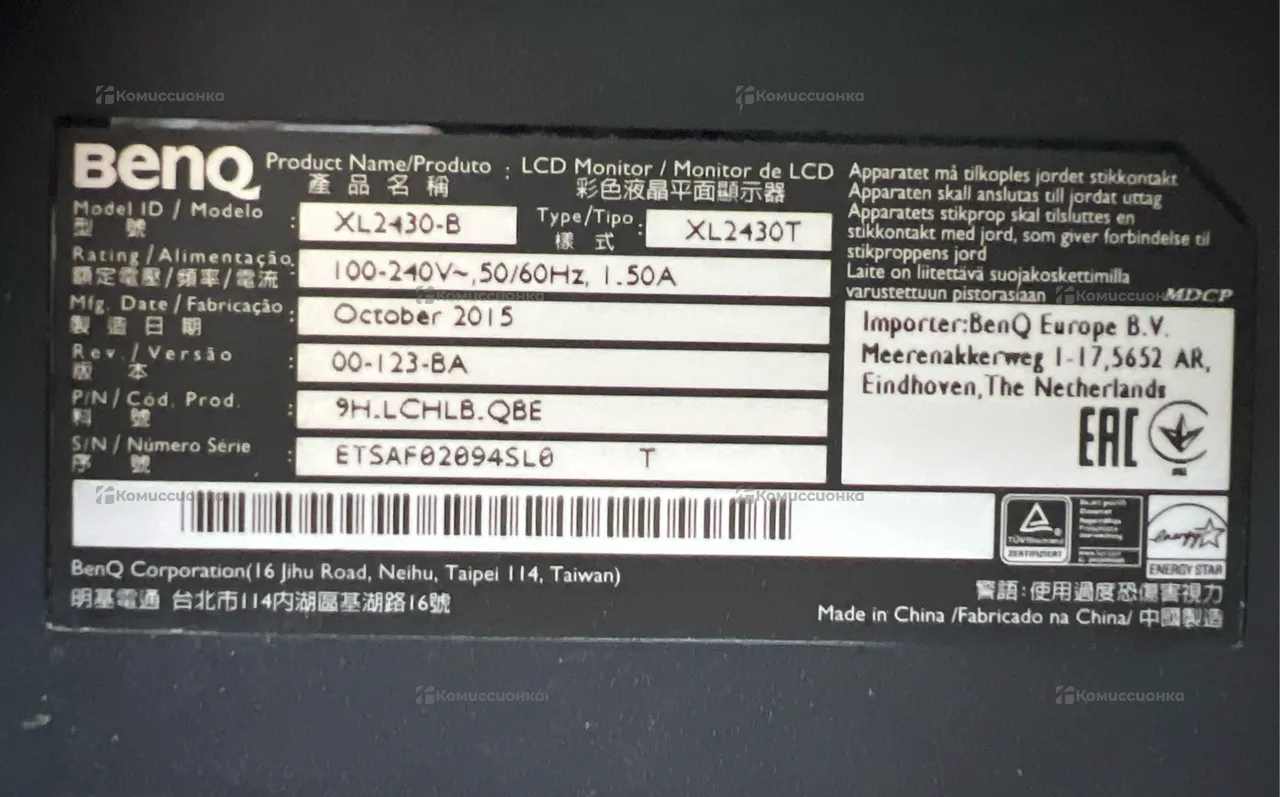 Комиссионка Комиссионка
BenQ Product Name/Produto : LCD Monitor / Monitor de LCD
產品名稱 彩色液晶平面顯示器
Model ID / Modelo : XL2430-B Type/Tipo : XL2430T
型號 樣式
Rating / Alimentação : 100-240V~,50/60Hz, 1.50A
額定電壓/頻率/電流
Комиссионка
Mfg. Date / Fabricação : October 2015
製造日期
Rev. / Versão : 00-123-BA
版本
P/N / Cód. Prod. : 9H.LCHLB.QBE
料號
S/N / Número Série : ETSAF02094SL0 T
序號
Apparatet må tilkoples jordet stikkontakt
Apparaten skall anslutas till jordat uttag
Apparatets stikprop skal tilsluttes en
stikkontakt med jord, som giver forbindelse til
stikproppens jord
Laite on liitettävä suojakoskettimilla
varustettuun pistorasiaan
Комиссионка
MDCP
Importer:BenQ Europe B.V.
Meerenakkerweg 1-17,5652 AR,
Eindhoven,The Netherlands
EAC
Комиссионка Комиссионка
TÜVRheinland
ZERTIFIZIERT
energy
ENERGY STAR
BenQ Corporation(16 Jihu Road, Neihu, Taipei 114, Taiwan)
明基電通 台北市114內湖區基湖路16號
警語:使用過度恐傷害視力
Made in China /Fabricado na China/ 中國製造
Комиссионка Комиссионка